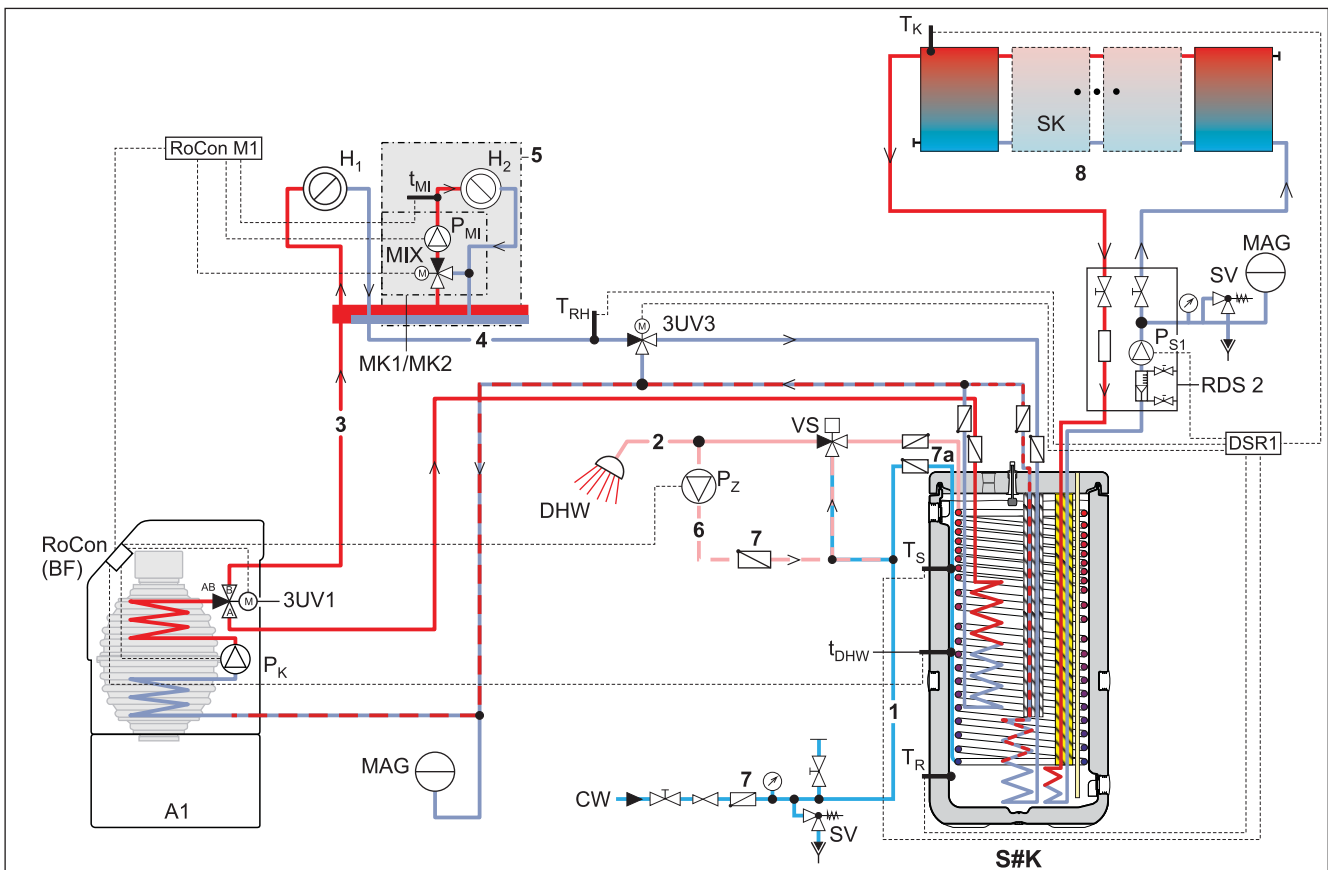 T_K
SK
8
RoCon M1
H₁
H₂
5
t_MI
P_MI
MIX
M
MAG
SV
T_RH
M
3UV3
4
MK1/MK2
P_S1
RDS 2
3
VS
2
7a
DSR1
DHW
P_Z
6
7
RoCon
(BF)
T_S
AB
B
A
M
3UV1
P_K
t_DHW
1
MAG
T_R
7
CW
SV
A1
S#K